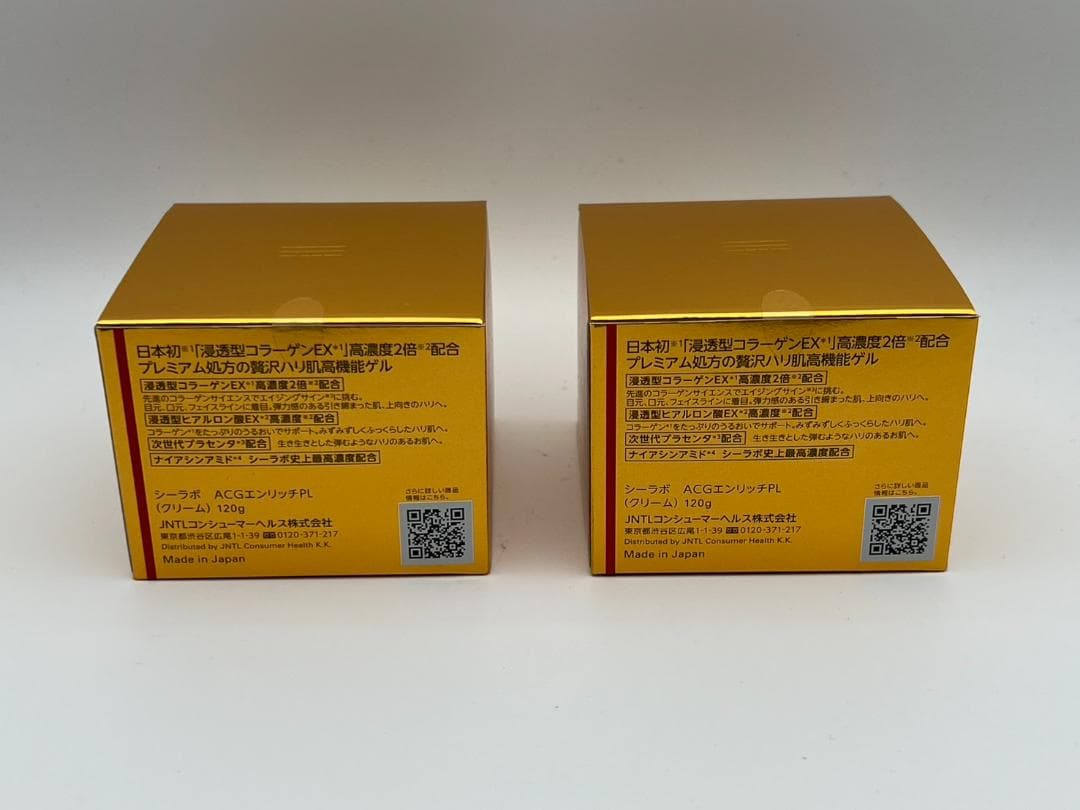 日本初※1「浸透型コラーゲンEX＊1」高濃度2倍※2配合
プレミアム処方の贅沢ハリ肌高機能ゲル
浸透型コラーゲンEX＊1高濃度2倍※2配合
先進のコラーゲンサイエンスでエイジングサイン※3に挑む。
目元、口元、フェイスラインに着目。弾力感のある引き締まった肌、上向きのハリへ。
浸透型ヒアルロン酸EX＊2高濃度※2配合
コラーゲン＊1をたっぷりのうるおいでサポート。みずみずしくふっくらしたハリ肌へ。
次世代プラセンタ＊3配合 生き生きとした弾むようなハリのあるお肌へ。
ナイアシンアミド＊4 シーラボ史上最高濃度配合
シーラボ ACGエンリッチPL
(クリーム) 120g
JNTLコンシューマーヘルス株式会社
東京都渋谷区広尾1-1-39 0120-371-217
Distributed by JNTL Consumer Health K.K.
Made in Japan
さらに詳しい商品
情報はこちら。
日本初※1「浸透型コラーゲンEX＊1」高濃度2倍※2配合
プレミアム処方の贅沢ハリ肌高機能ゲル
浸透型コラーゲンEX＊1高濃度2倍※2配合
先進のコラーゲンサイエンスでエイジングサイン※3に挑む。
目元、口元、フェイスラインに着目。弾力感のある引き締まった肌、上向きのハリへ。
浸透型ヒアルロン酸EX＊2高濃度※2配合
コラーゲン＊1をたっぷりのうるおいでサポート。みずみずしくふっくらしたハリ肌へ。
次世代プラセンタ＊3配合 生き生きとした弾むようなハリのあるお肌へ。
ナイアシンアミド＊4 シーラボ史上最高濃度配合
シーラボ ACGエンリッチPL
(クリーム) 120g
JNTLコンシューマーヘルス株式会社
東京都渋谷区広尾1-1-39 0120-371-217
Distributed by JNTL Consumer Health K.K.
Made in Japan
さらに詳しい商品
情報はこちら。